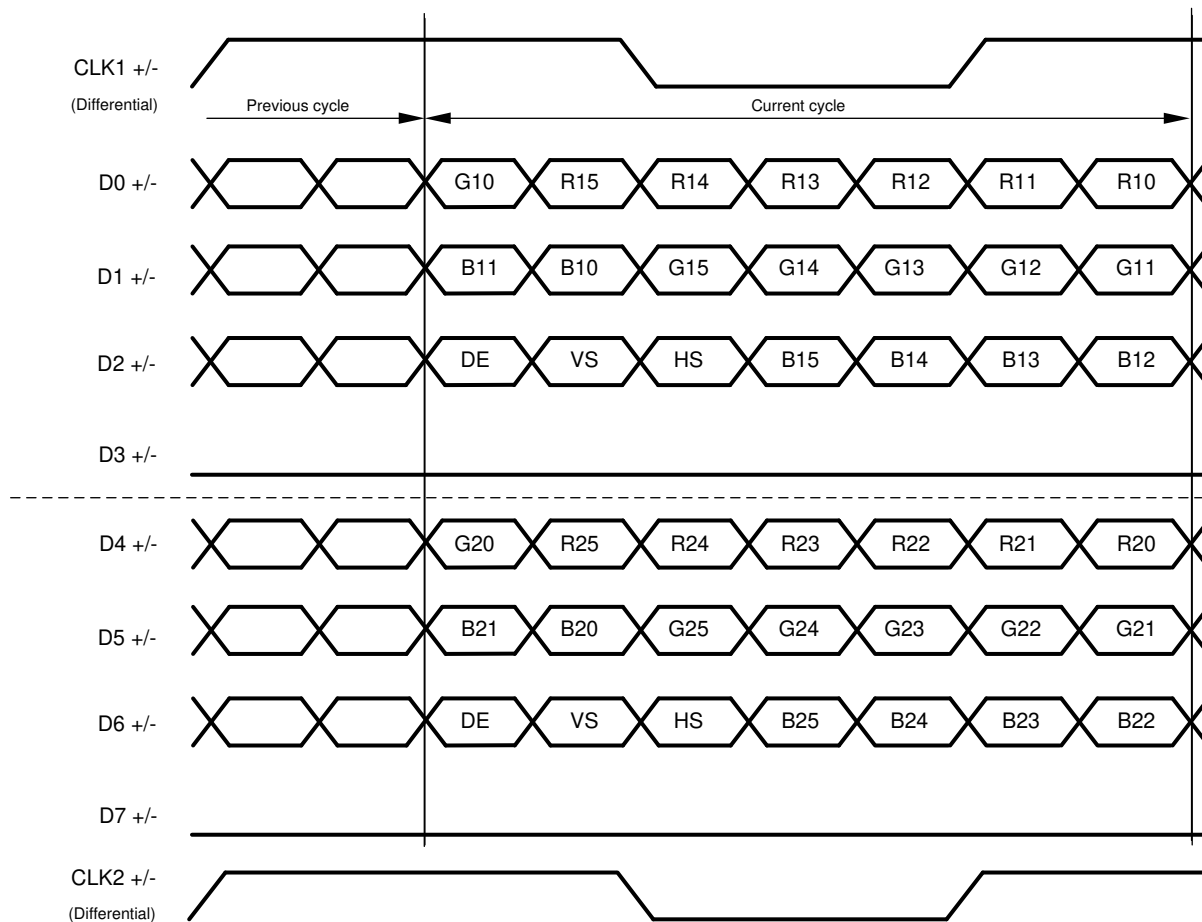 CLK1 +/-
(Differential)
Previous cycle Current cycle
D0 +/- G10 R15 R14 R13 R12 R11 R10
D1 +/- B11 B10 G15 G14 G13 G12 G11
D2 +/- DE VS HS B15 B14 B13 B12
D3 +/-
D4 +/- G20 R25 R24 R23 R22 R21 R20
D5 +/- B21 B20 G25 G24 G23 G22 G21
D6 +/- DE VS HS B25 B24 B23 B22
D7 +/-
CLK2 +/-
(Differential)